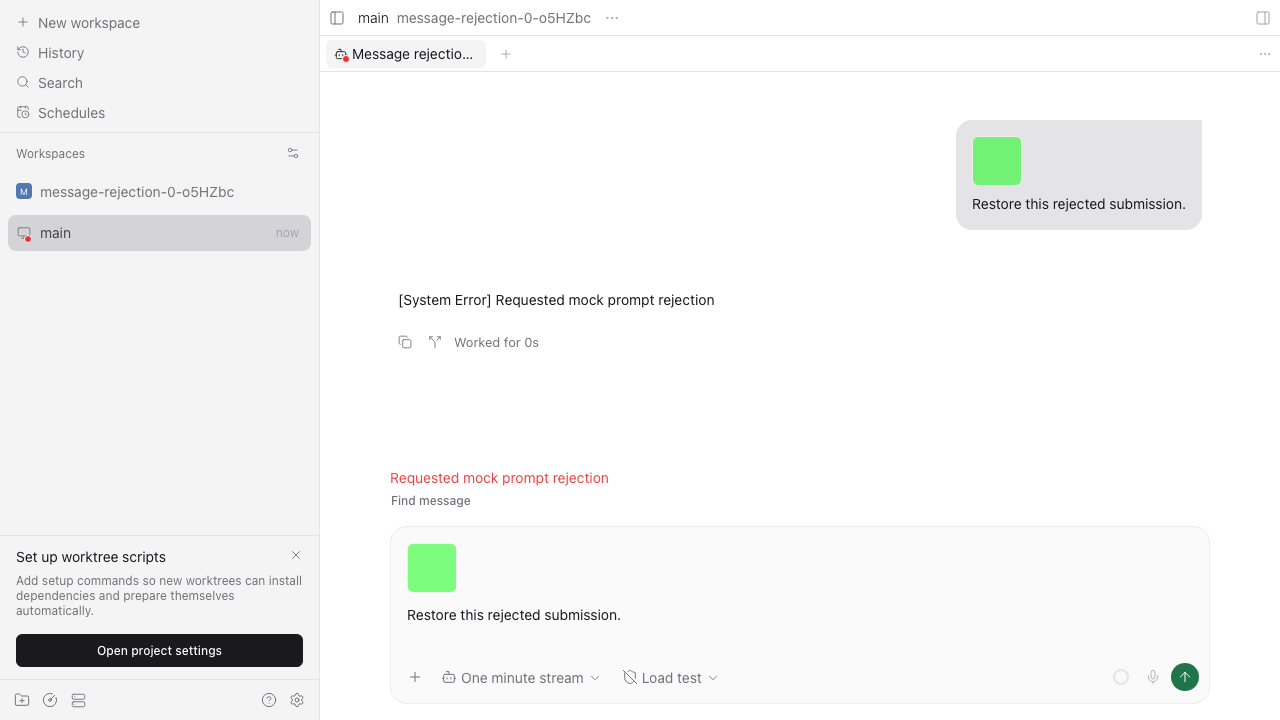 New workspace
History
Search
Schedules
Workspaces
M message-rejection-0-o5HZbc
main now
Set up worktree scripts
Add setup commands so new worktrees can install
dependencies and prepare themselves
automatically.
Open project settings
main message-rejection-0-o5HZbc
Message rejectio...
Restore this rejected submission.
[System Error] Requested mock prompt rejection
Worked for 0s
Requested mock prompt rejection
Find message
Restore this rejected submission.
One minute stream Load test